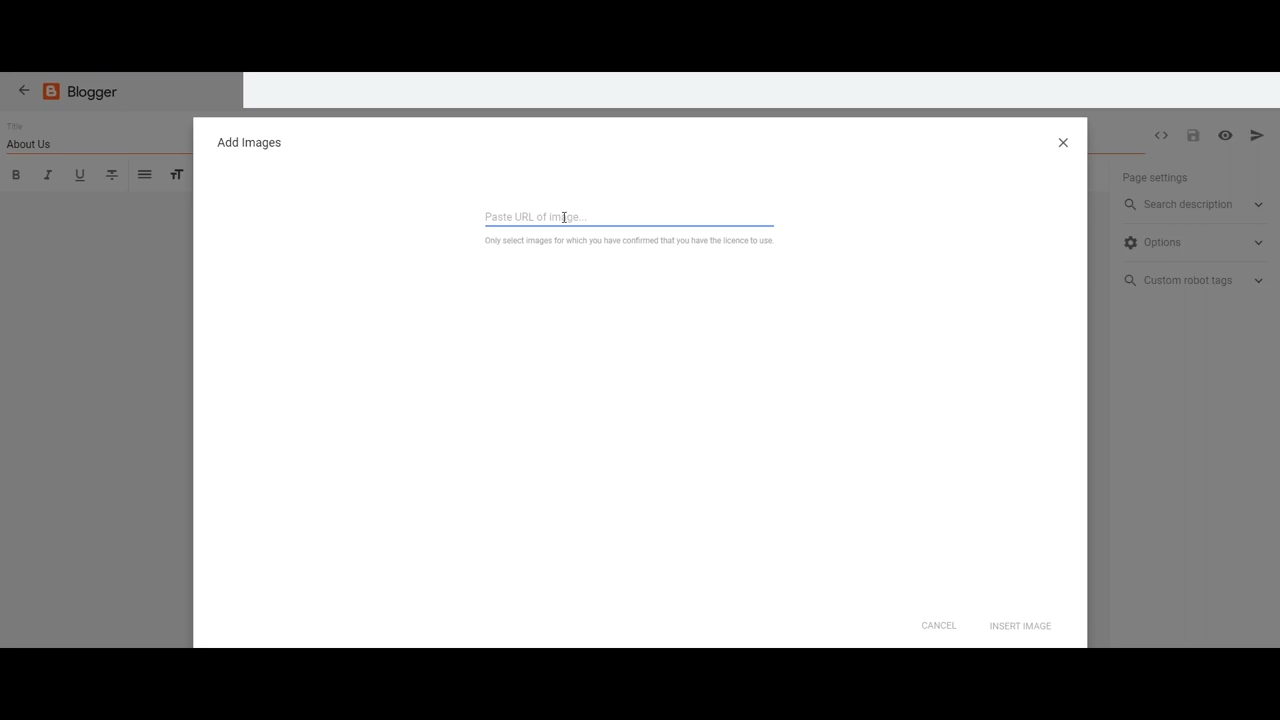 Blogger
Title
About Us
B I U
Add Images
Paste URL of image...
Only select images for which you have confirmed that you have the licence to use.
CANCEL
INSERT IMAGE
Page settings
Search description
Options
Custom robot tags